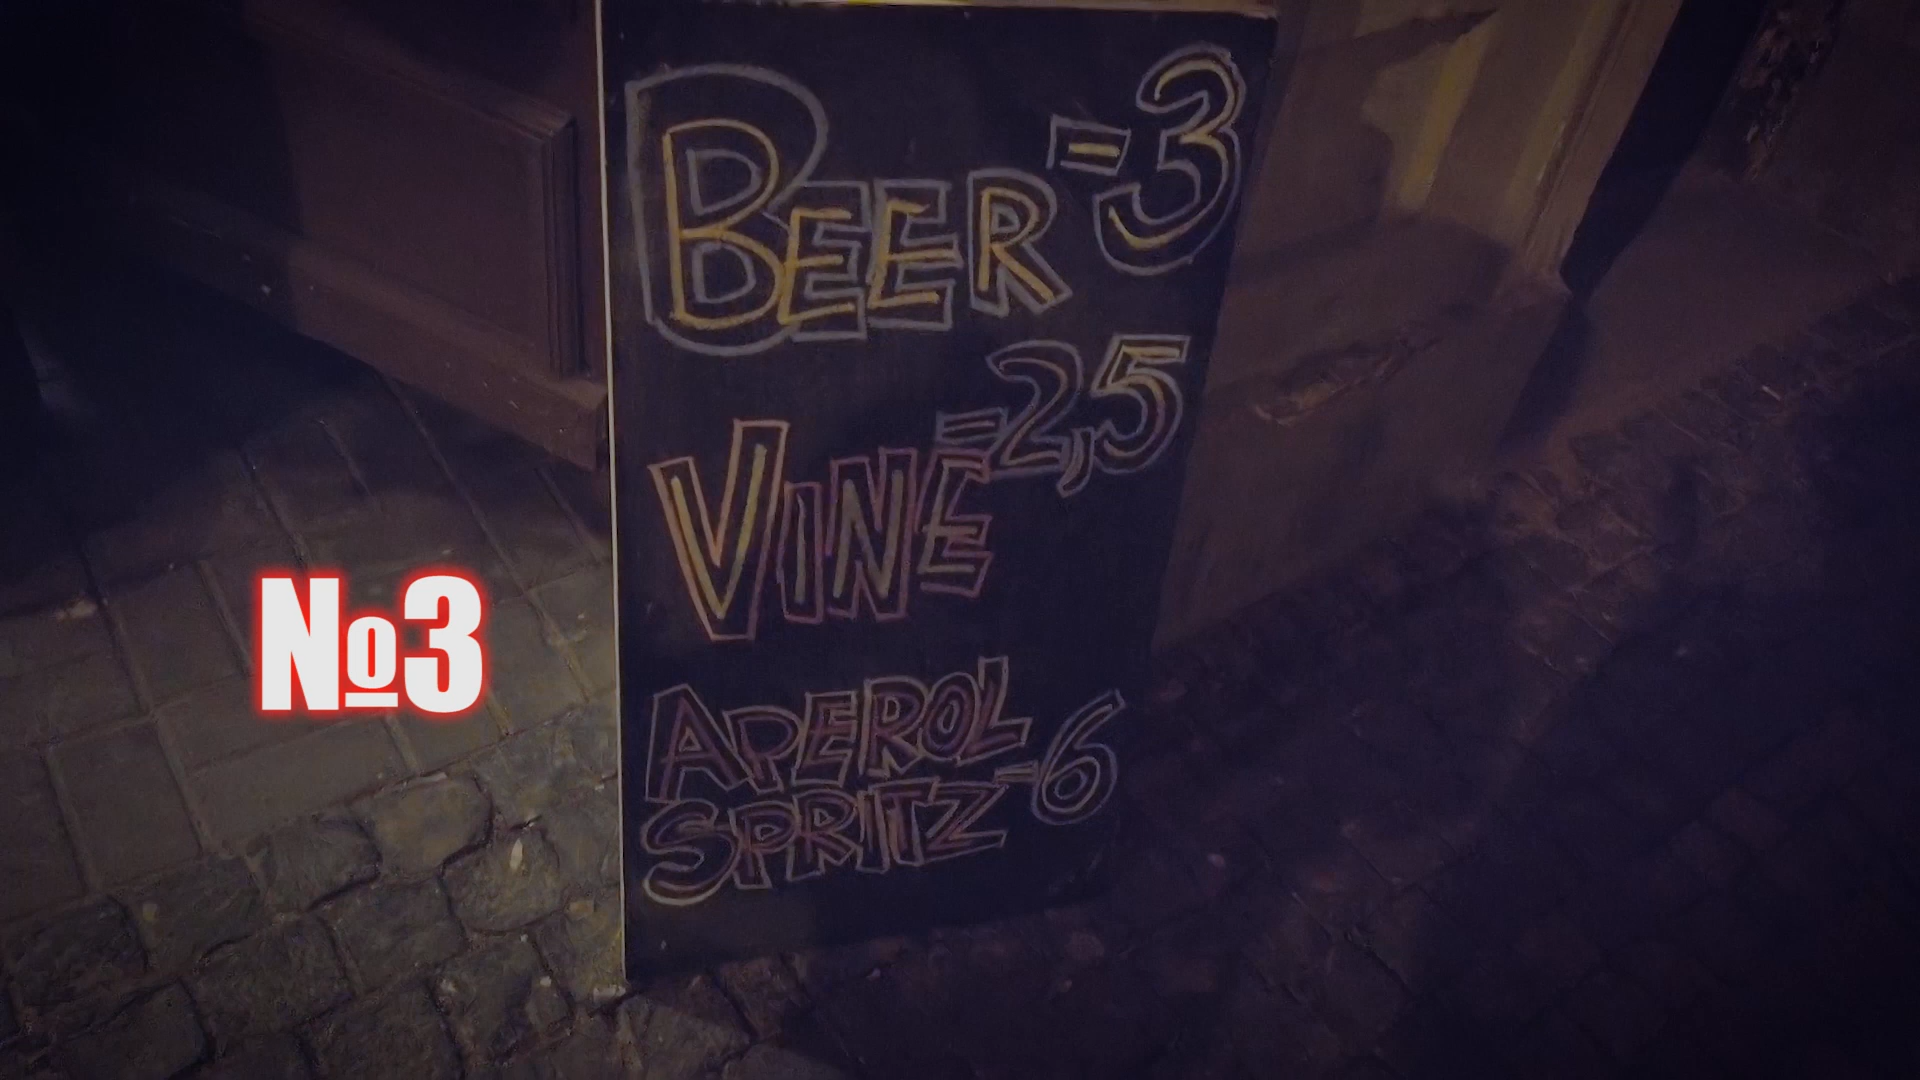 BEER =3
VINE =2,5
№3
APEROL
SPRITZ =6